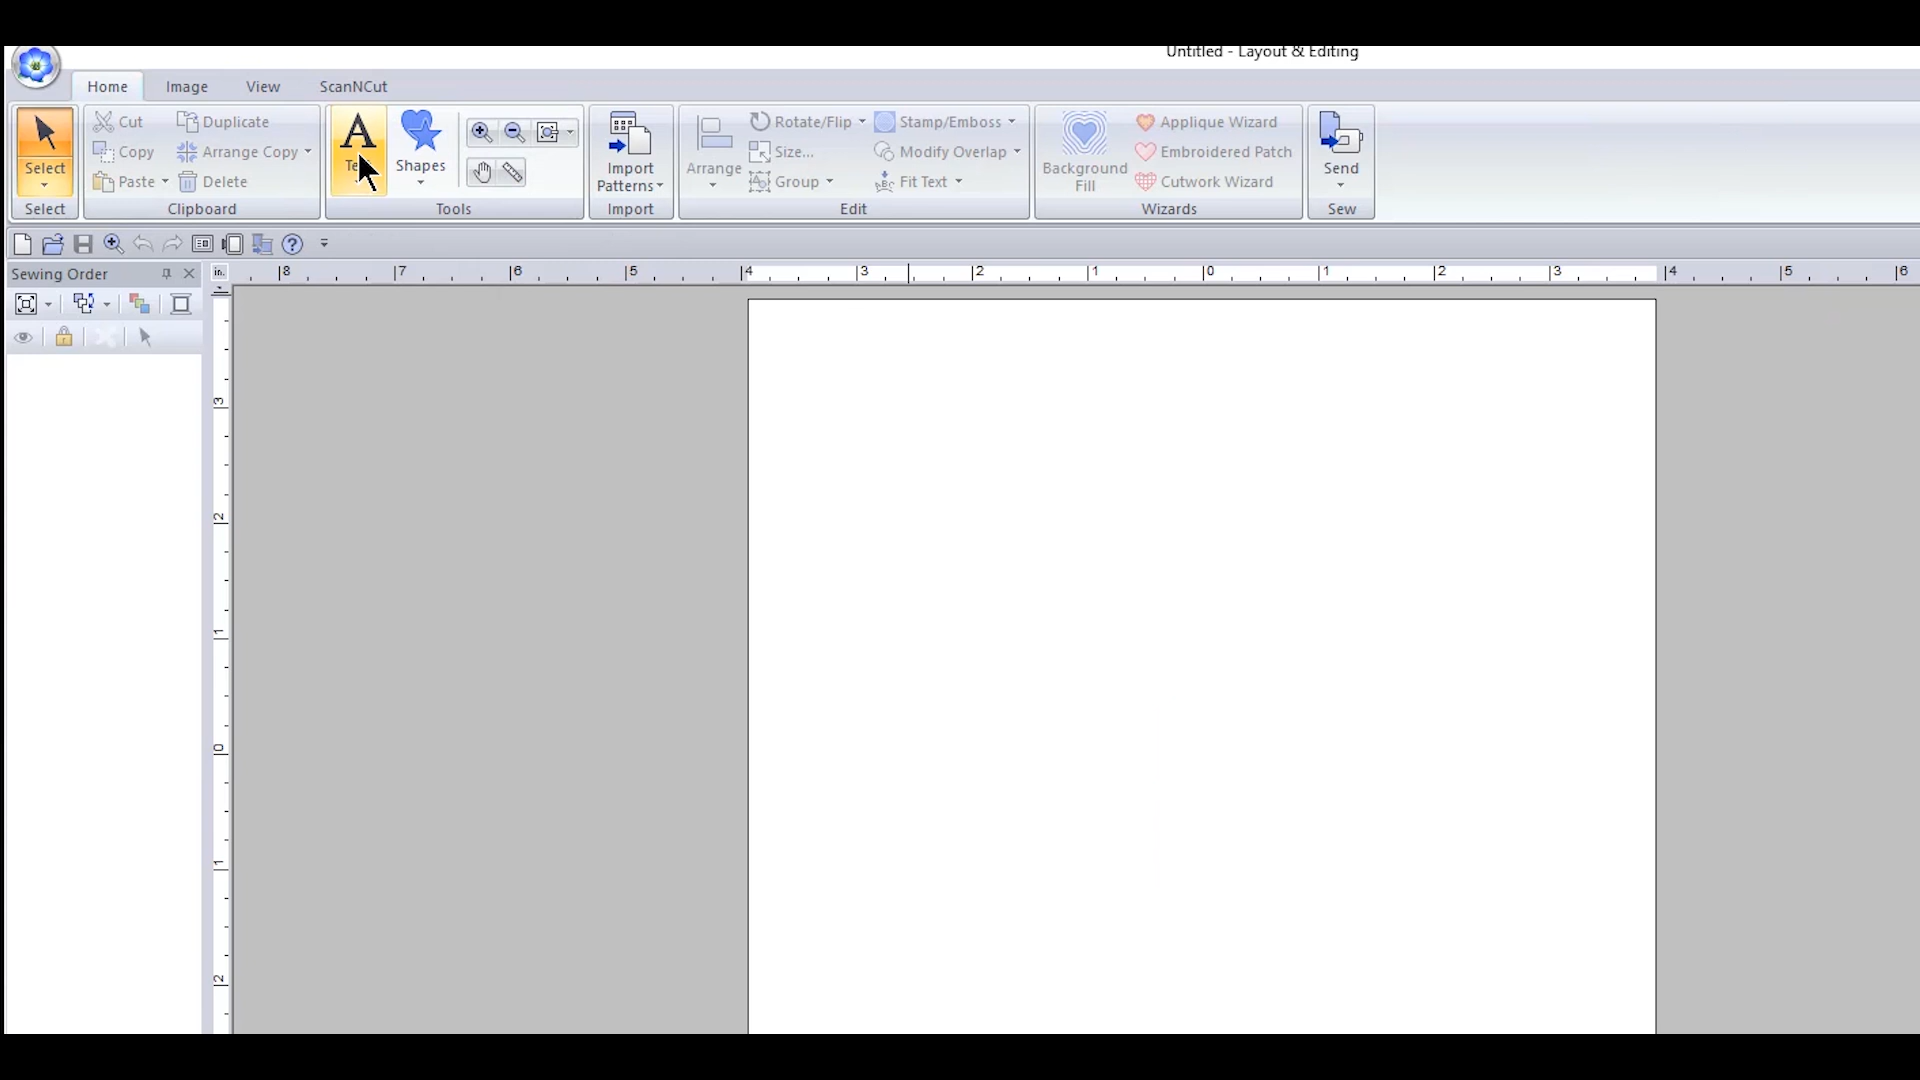 Untitled - Layout & Editing
Home Image View ScanNCut
Cut Duplicate
Rotate/Flip Stamp/Emboss Applique Wizard
Copy Arrange Copy
Size... Modify Overlap Embroidered Patch
Select Shapes Import Patterns Arrange Background Fill Send
Paste Delete
Group Fit Text Cutwork Wizard
Select Clipboard Tools Import Edit Wizards Sew
Sewing Order
in. 8 7 6 5 4 3 2 1 0 1 2 3 4 5 6
3
2
1
0
1
2